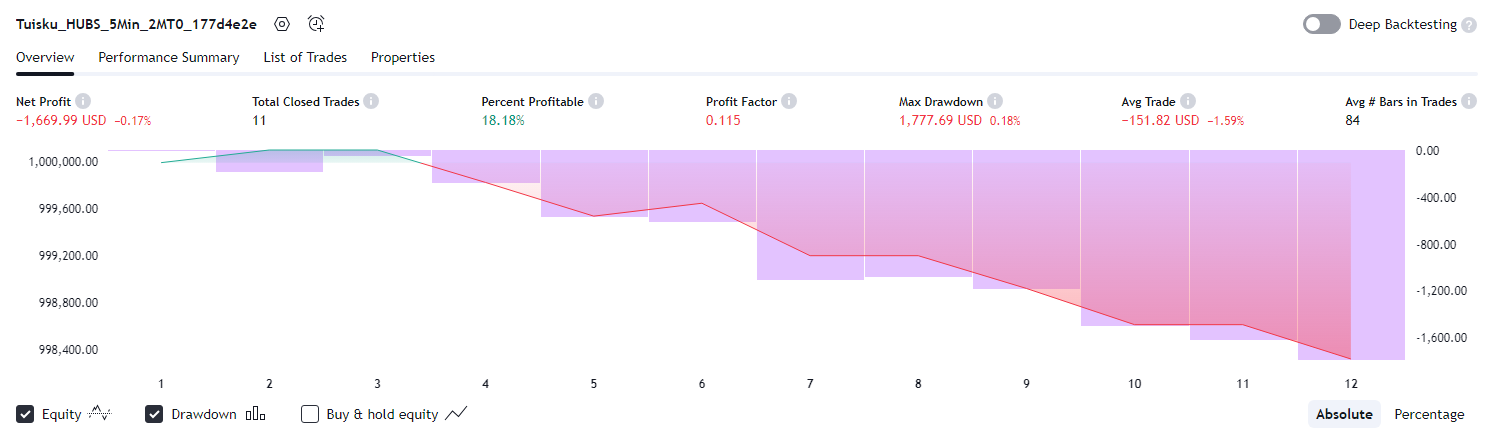 Tuisku_HUBS_5Min_2MT0_177d4e2e Deep Backtesting ?
Overview Performance Summary List of Trades Properties
Net Profit Total Closed Trades Percent Profitable Profit Factor Max Drawdown Avg Trade Avg # Bars in Trades
−1,669.99 USD −0.17% 11 18.18% 0.115 1,777.69 USD 0.18% −151.82 USD −1.59% 84
1,000,000.00 0.00
999,600.00 -400.00
999,200.00 -800.00
998,800.00 -1,200.00
998,400.00 -1,600.00
1 2 3 4 5 6 7 8 9 10 11 12
Equity Drawdown Buy & hold equity Absolute Percentage